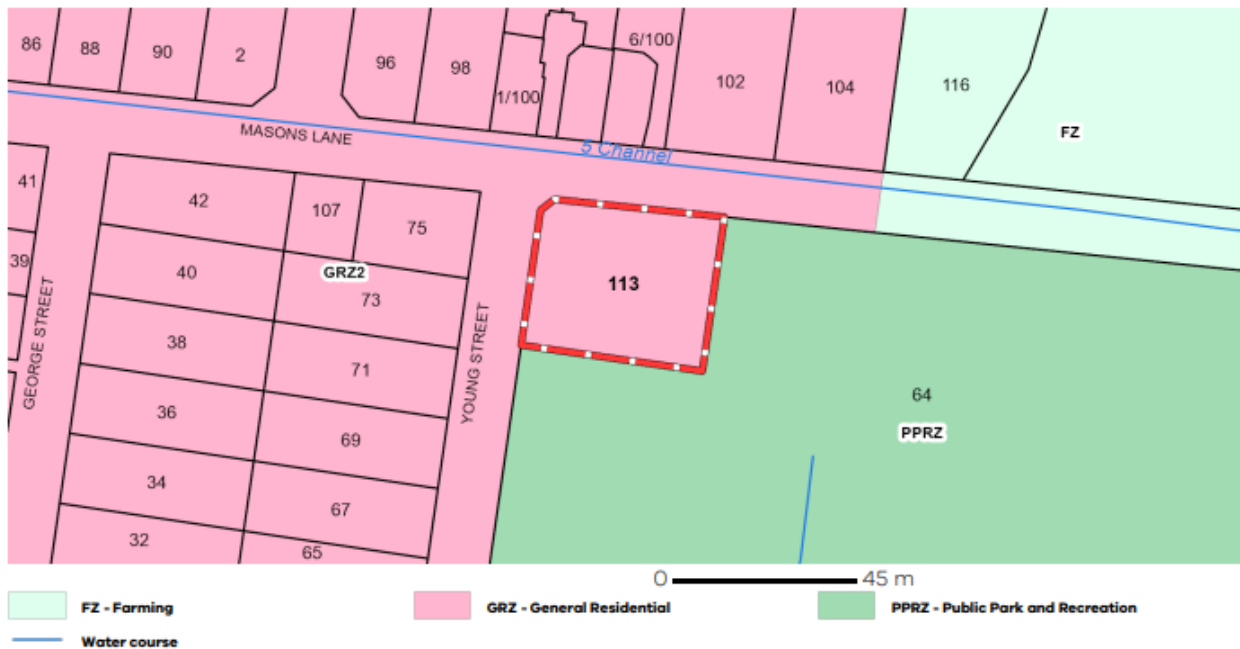 86
88
90
2
96
98
1/100
6/100
102
104
116
FZ
MASONS LANE
5 Channel
41
39
42
107
75
GRZ2
40
73
38
71
36
69
34
67
32
65
GEORGE STREET
YOUNG STREET
113
64
PPRZ
0 45 m
FZ - Farming
GRZ - General Residential
PPRZ - Public Park and Recreation
Water course